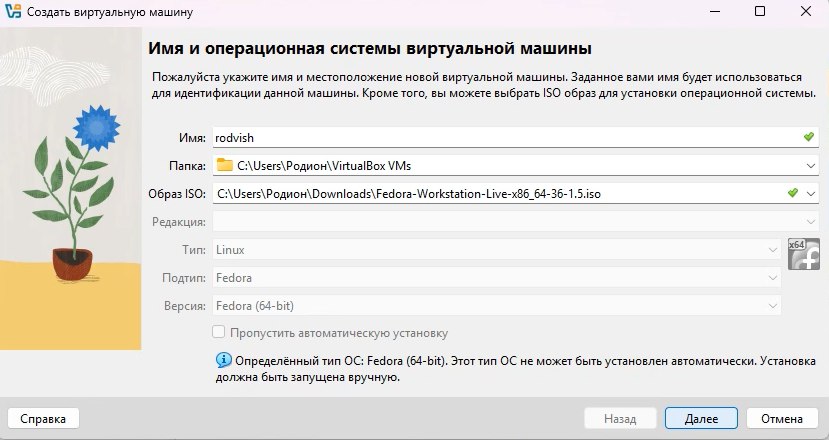 Создать виртуальную машину
Имя и операционная системы виртуальной машины
Пожалуйста укажите имя и местоположение новой виртуальной машины. Заданное вами имя будет использоваться
для идентификации данной машины. Кроме того, вы можете выбрать ISO образ для установки операционной системы.
Имя: rodvish
Папка: C:\Users\Родион\VirtualBox VMs
Образ ISO: C:\Users\Родион\Downloads\Fedora-Workstation-Live-x86_64-36-1.5.iso
Редакция:
Тип: Linux
x64
Подтип: Fedora
Версия: Fedora (64-bit)
Пропустить автоматическую установку
Определённый тип ОС: Fedora (64-bit). Этот тип ОС не может быть установлен автоматически. Установка
должна быть запущена вручную.
Справка Назад Далее Отмена